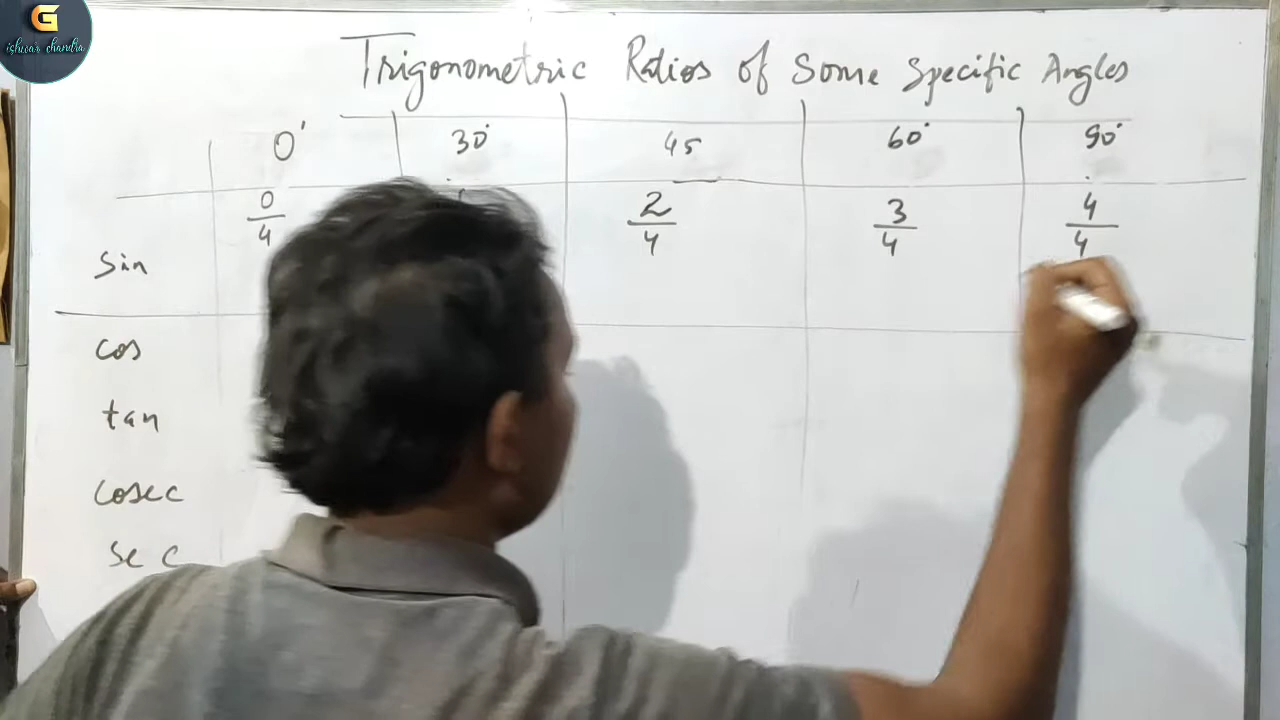 G
ishwar chandra
Trigonometric Ratios of Some Specific Angles
0° 30° 45 60° 90°
0/4 2/4 3/4 4/4
Sin
cos
tan
cosec
sec